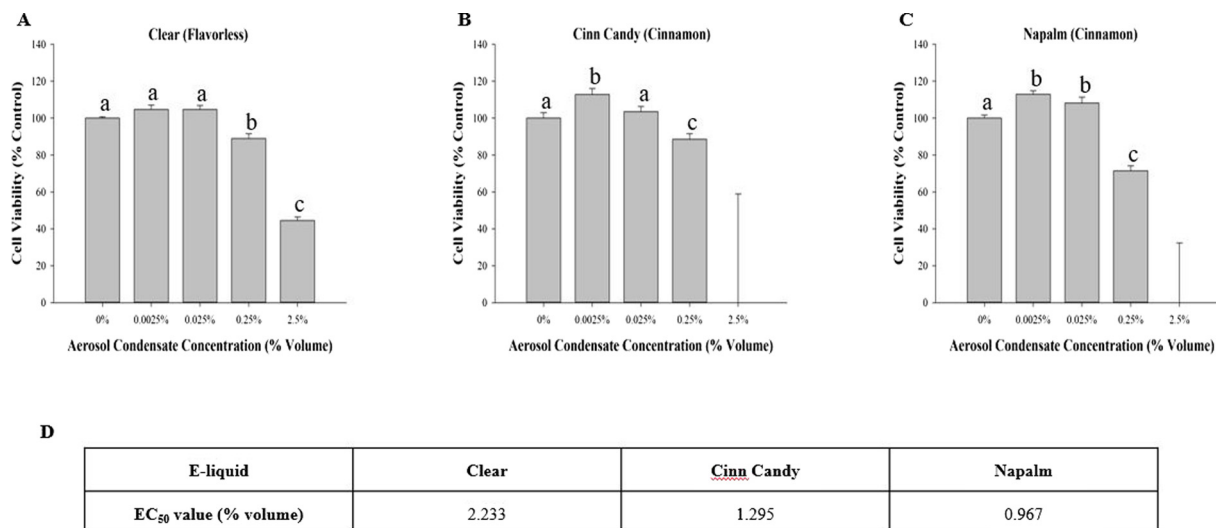 A
Clear (Flavorless)
140
120
100
80
60
40
20
0
Cell Viability (% Control)
a
a
a
b
c
0%
0.0025%
0.025%
0.25%
2.5%
Aerosol Condensate Concentration (% Volume)
B
Cinn Candy (Cinnamon)
140
120
100
80
60
40
20
0
Cell Viability (% Control)
a
b
a
c
0%
0.0025%
0.025%
0.25%
2.5%
Aerosol Condensate Concentration (% Volume)
C
Napalm (Cinnamon)
140
120
100
80
60
40
20
0
Cell Viability (% Control)
a
b
b
c
0%
0.0025%
0.025%
0.25%
2.5%
Aerosol Condensate Concentration (% Volume)
D
E-liquid Clear Cinn Candy Napalm
EC₅₀ value (% volume) 2.233 1.295 0.967